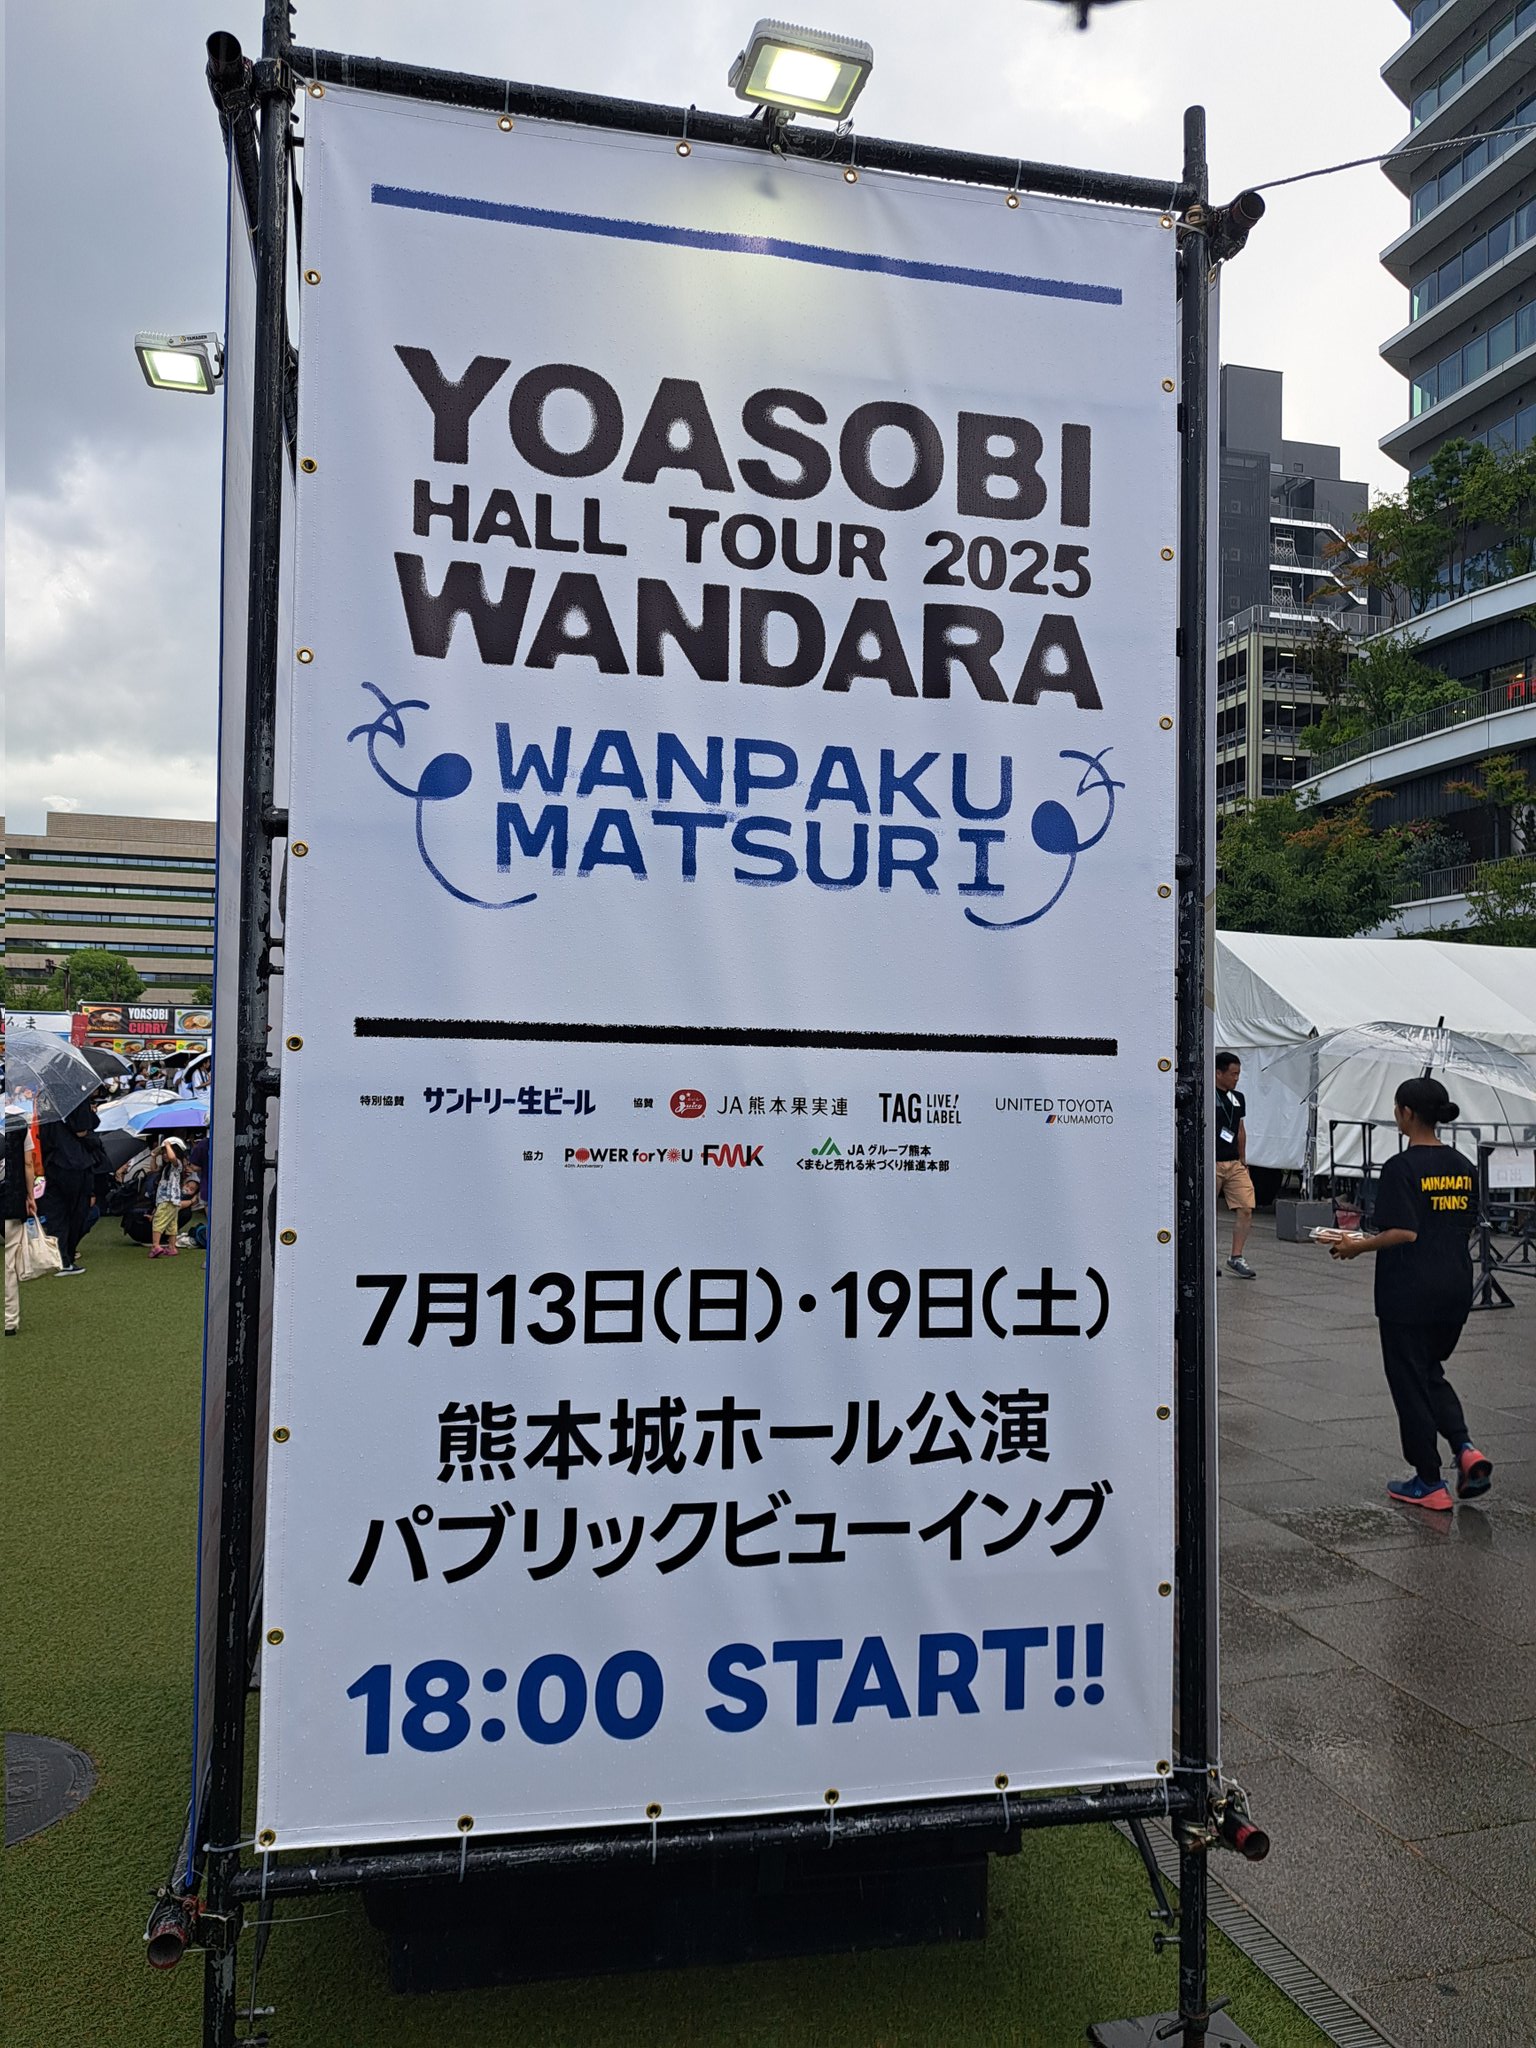 YAMAZEN
YOASOBI
HALL TOUR 2025
WANDARA
WANPAKU
MATSURI
特別協賛 サントリー生ビール 協賛 juicy JA熊本果実連 TAG LIVE! LABEL UNITED TOYOTA KUMAMOTO
協力 POWER for YOU 40th Anniversary FMK JAグループ熊本 くまもと売れる米づくり推進本部
7月13日(日)・19日(土)
熊本城ホール公演
パブリックビューイング
18:00 START!!
YOASOBI
CURRY
MINAMATA
TENNIS